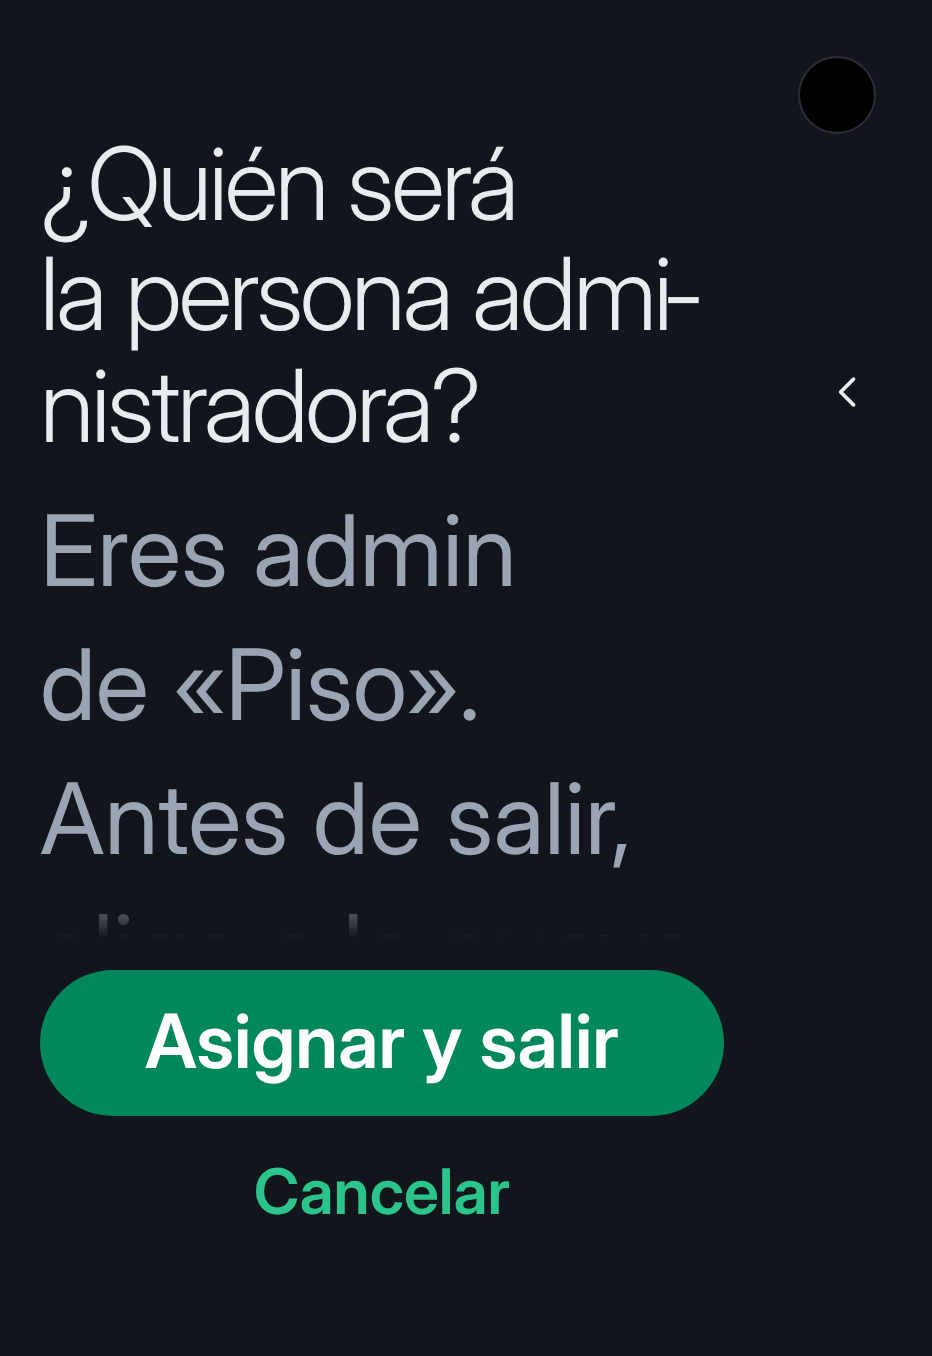 ¿Quién será
la persona admi-
nistradora?
Eres admin
de «Piso».
Antes de salir,
Asignar y salir
Cancelar